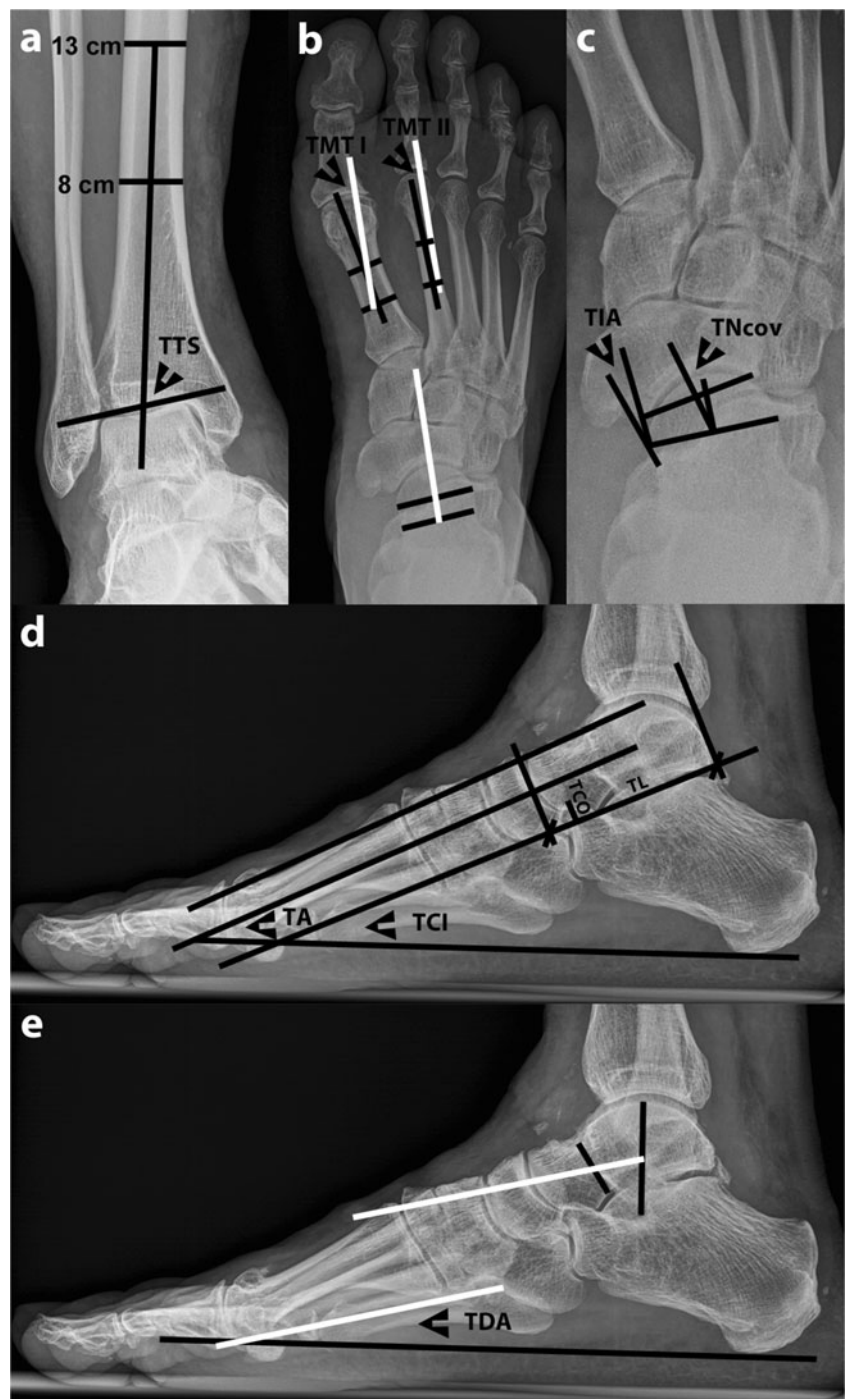 a
13 cm
8 cm
TTS
b
TMT I
TMT II
c
TIA
TNcov
d
TCO
TL
TA
TCI
e
TDA